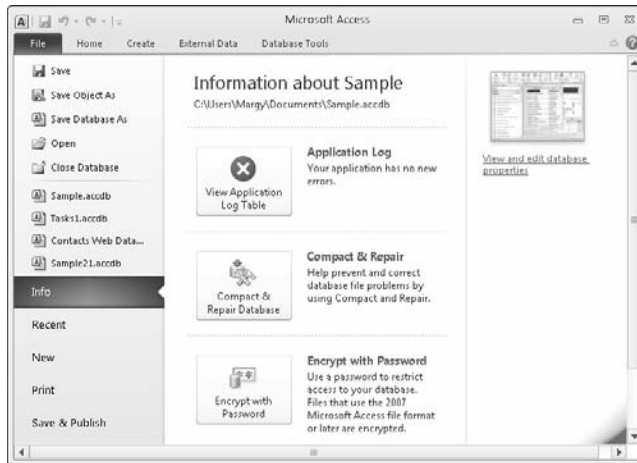 Microsoft Access
File Home Create External Data Database Tools
Save
Save Object As
Save Database As
Open
Close Database
Sample.accdb
Tasks1.accdb
Contacts Web Data...
Sample21.accdb
Info
Recent
New
Print
Save & Publish
Information about Sample
C:\Users\Margy\Documents\Sample.accdb
View Application
Log Table
Application Log
Your application has no new
errors.
Compact &
Repair Database
Compact & Repair
Help prevent and correct
database file problems by
using Compact and Repair.
Encrypt with
Password
Encrypt with Password
Use a password to restrict
access to your database.
Files that use the 2007
Microsoft Access file format
or later are encrypted.
View and edit database
properties